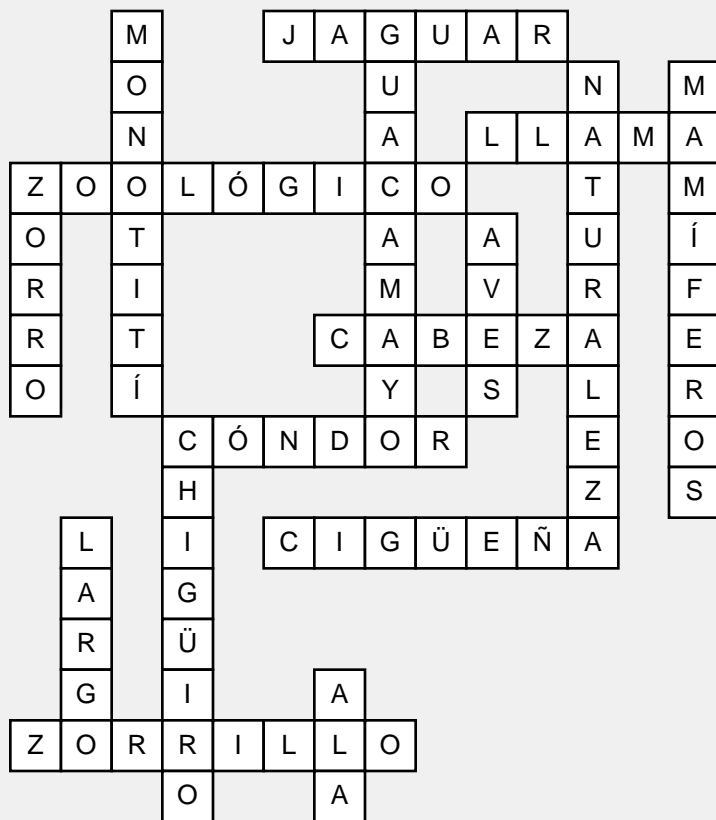 M J A G U A R
O U N M
N A L L A M A
Z O O L Ó G I C O T M
O T A A U Í
R I M V R F
R T C A B E Z A E
O Í Y S L R
C Ó N D O R E O
H Z S
L I C I G Ü E Ñ A
A G
R Ü
G I A
Z O R R I L L O
O A